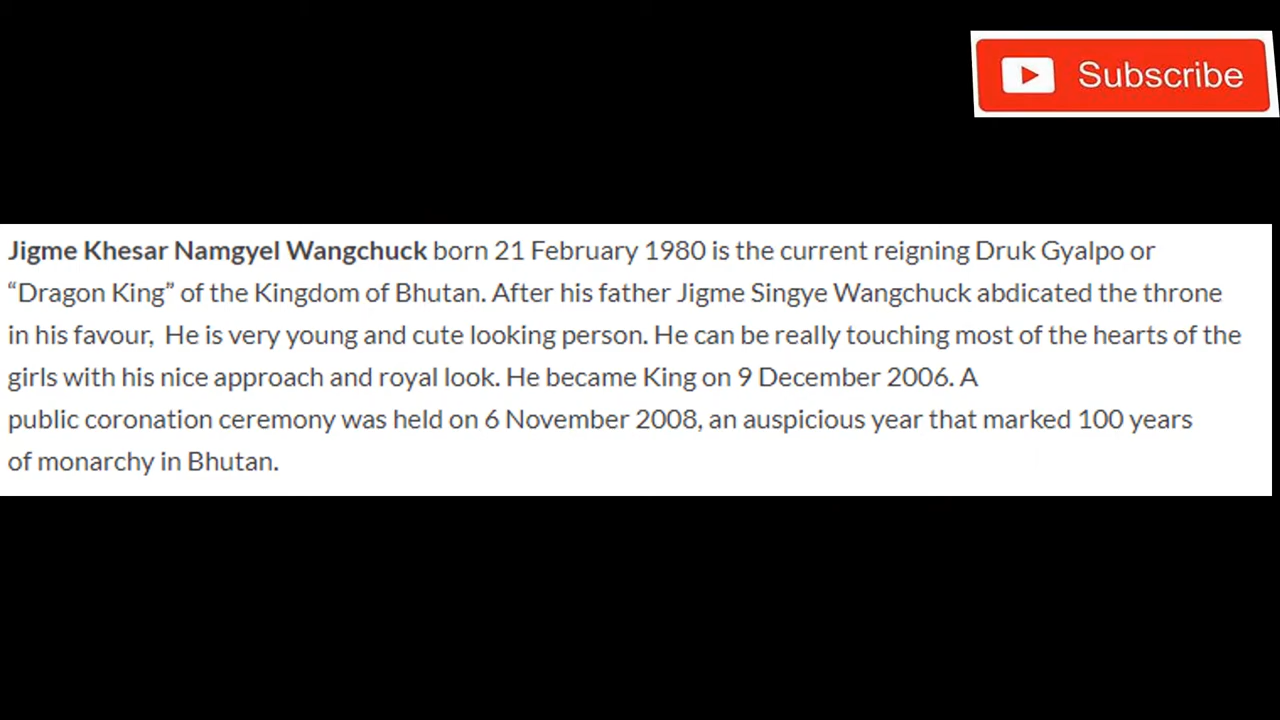 Subscribe
Jigme Khesar Namgyel Wangchuck born 21 February 1980 is the current reigning Druk Gyalpo or
“Dragon King” of the Kingdom of Bhutan. After his father Jigme Singye Wangchuck abdicated the throne
in his favour,  He is very young and cute looking person. He can be really touching most of the hearts of the
girls with his nice approach and royal look. He became King on 9 December 2006. A
public coronation ceremony was held on 6 November 2008, an auspicious year that marked 100 years
of monarchy in Bhutan.